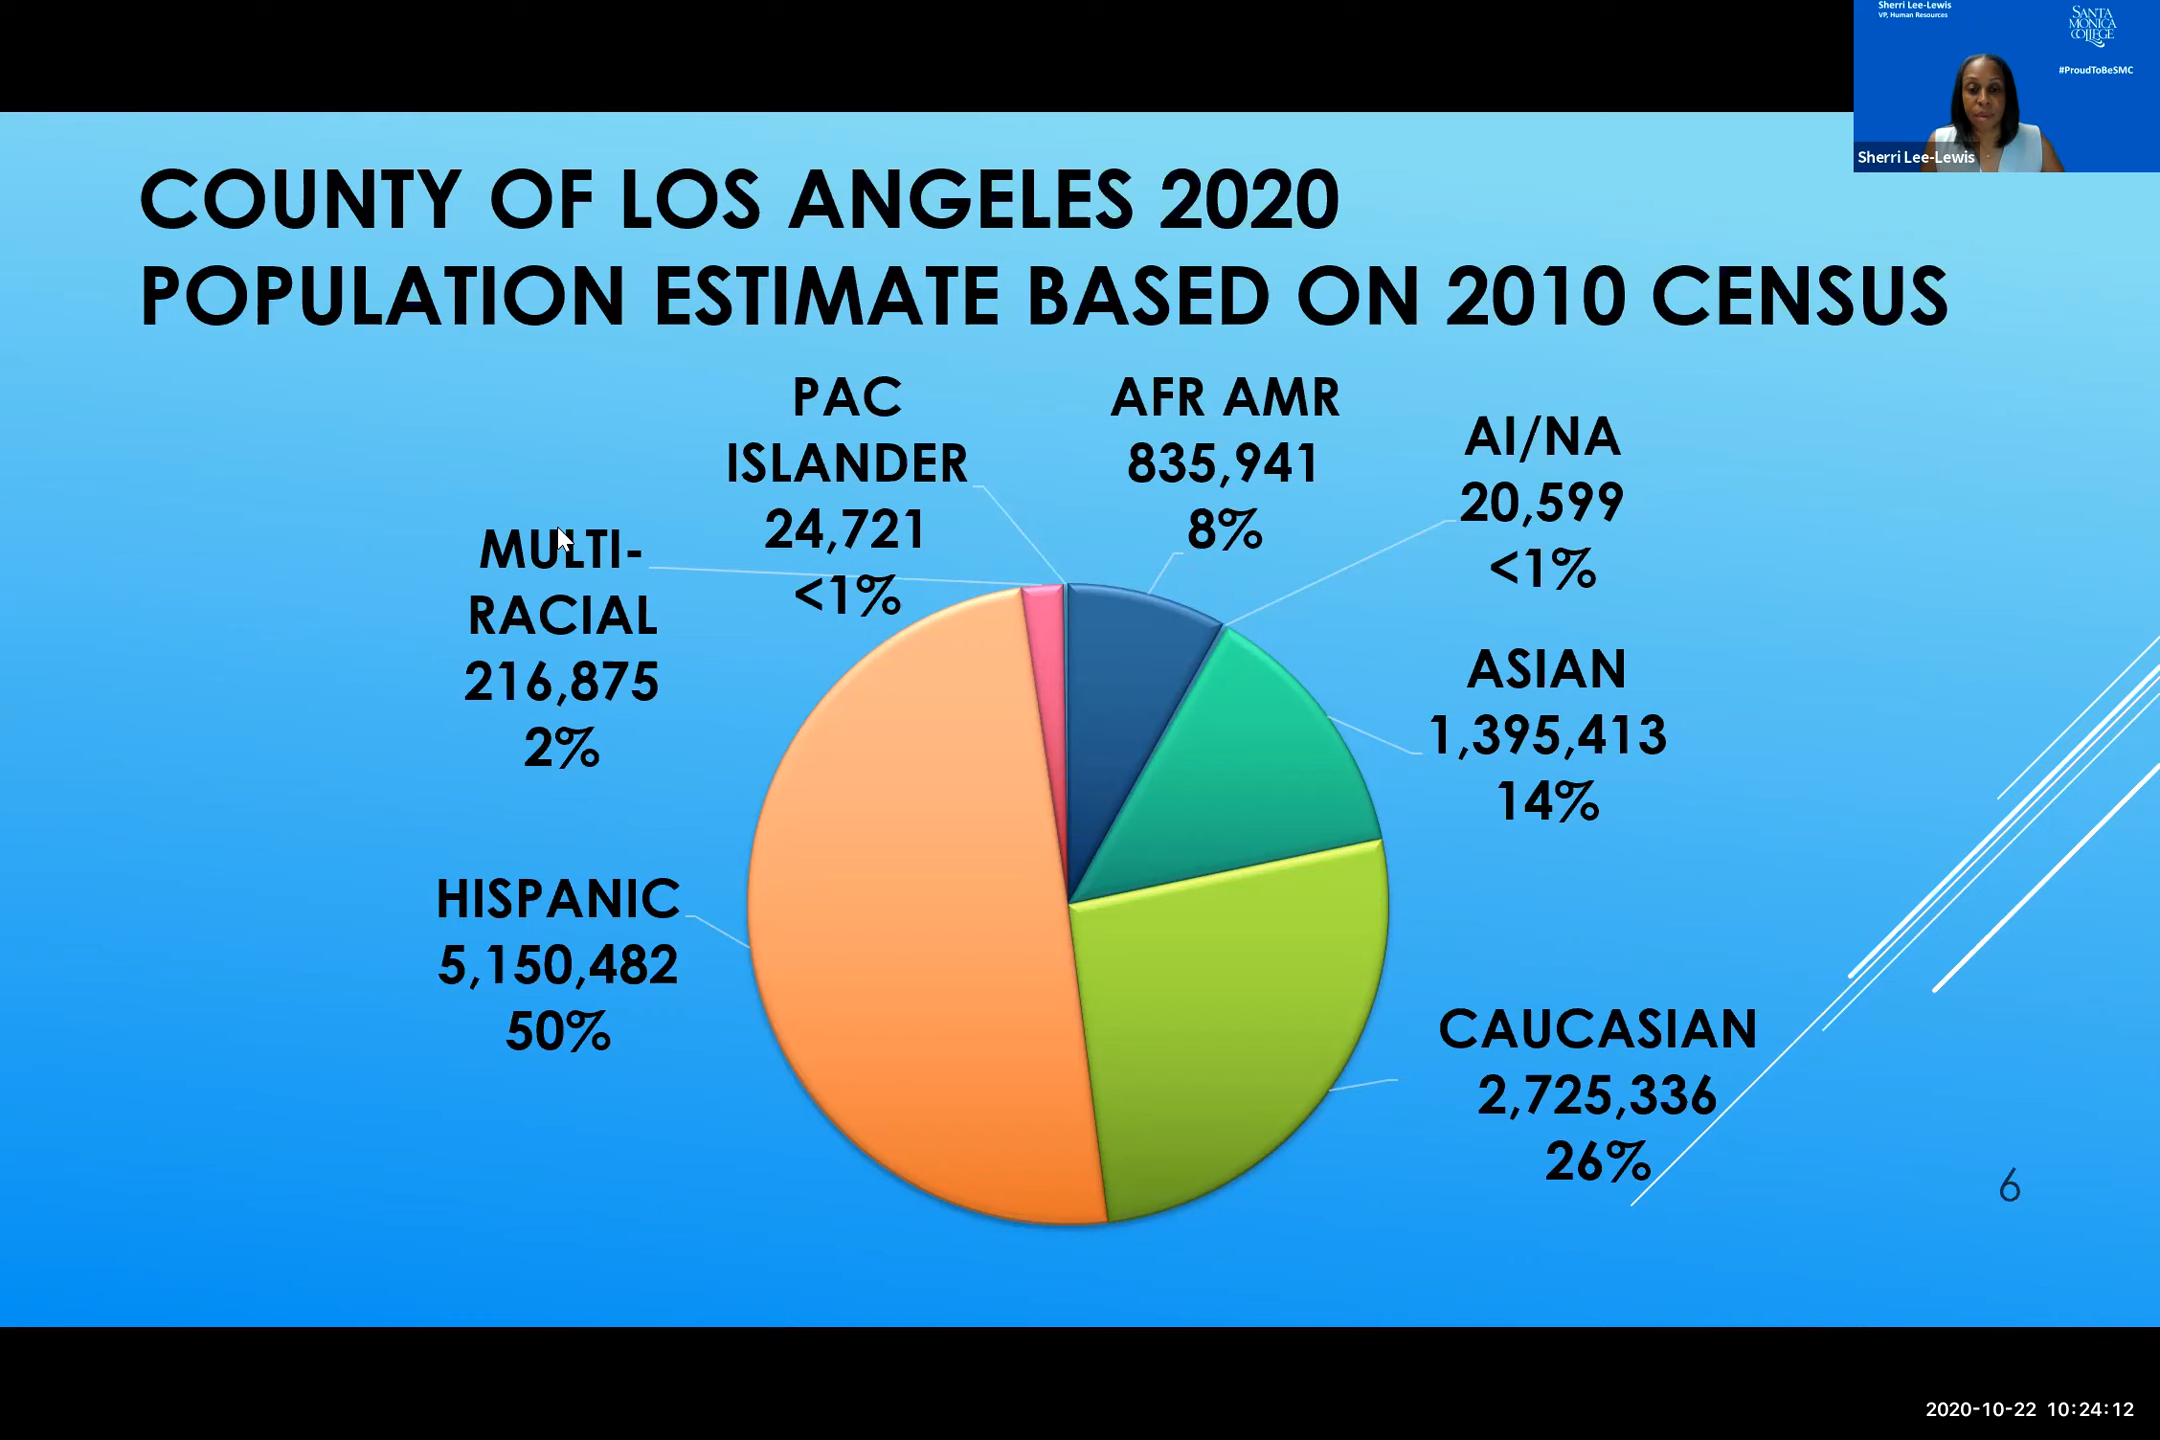 Sherri Lee-Lewis
VP, Human Resources
SANTA
MONICA
COLLEGE
#ProudToBeSMC
Sherri Lee-Lewis
COUNTY OF LOS ANGELES 2020
POPULATION ESTIMATE BASED ON 2010 CENSUS
PAC
ISLANDER
24,721
<1%
AFR AMR
835,941
8%
AI/NA
20,599
<1%
MULTI-
RACIAL
216,875
2%
ASIAN
1,395,413
14%
HISPANIC
5,150,482
50%
CAUCASIAN
2,725,336
26%
6
2020-10-22 10:24:12